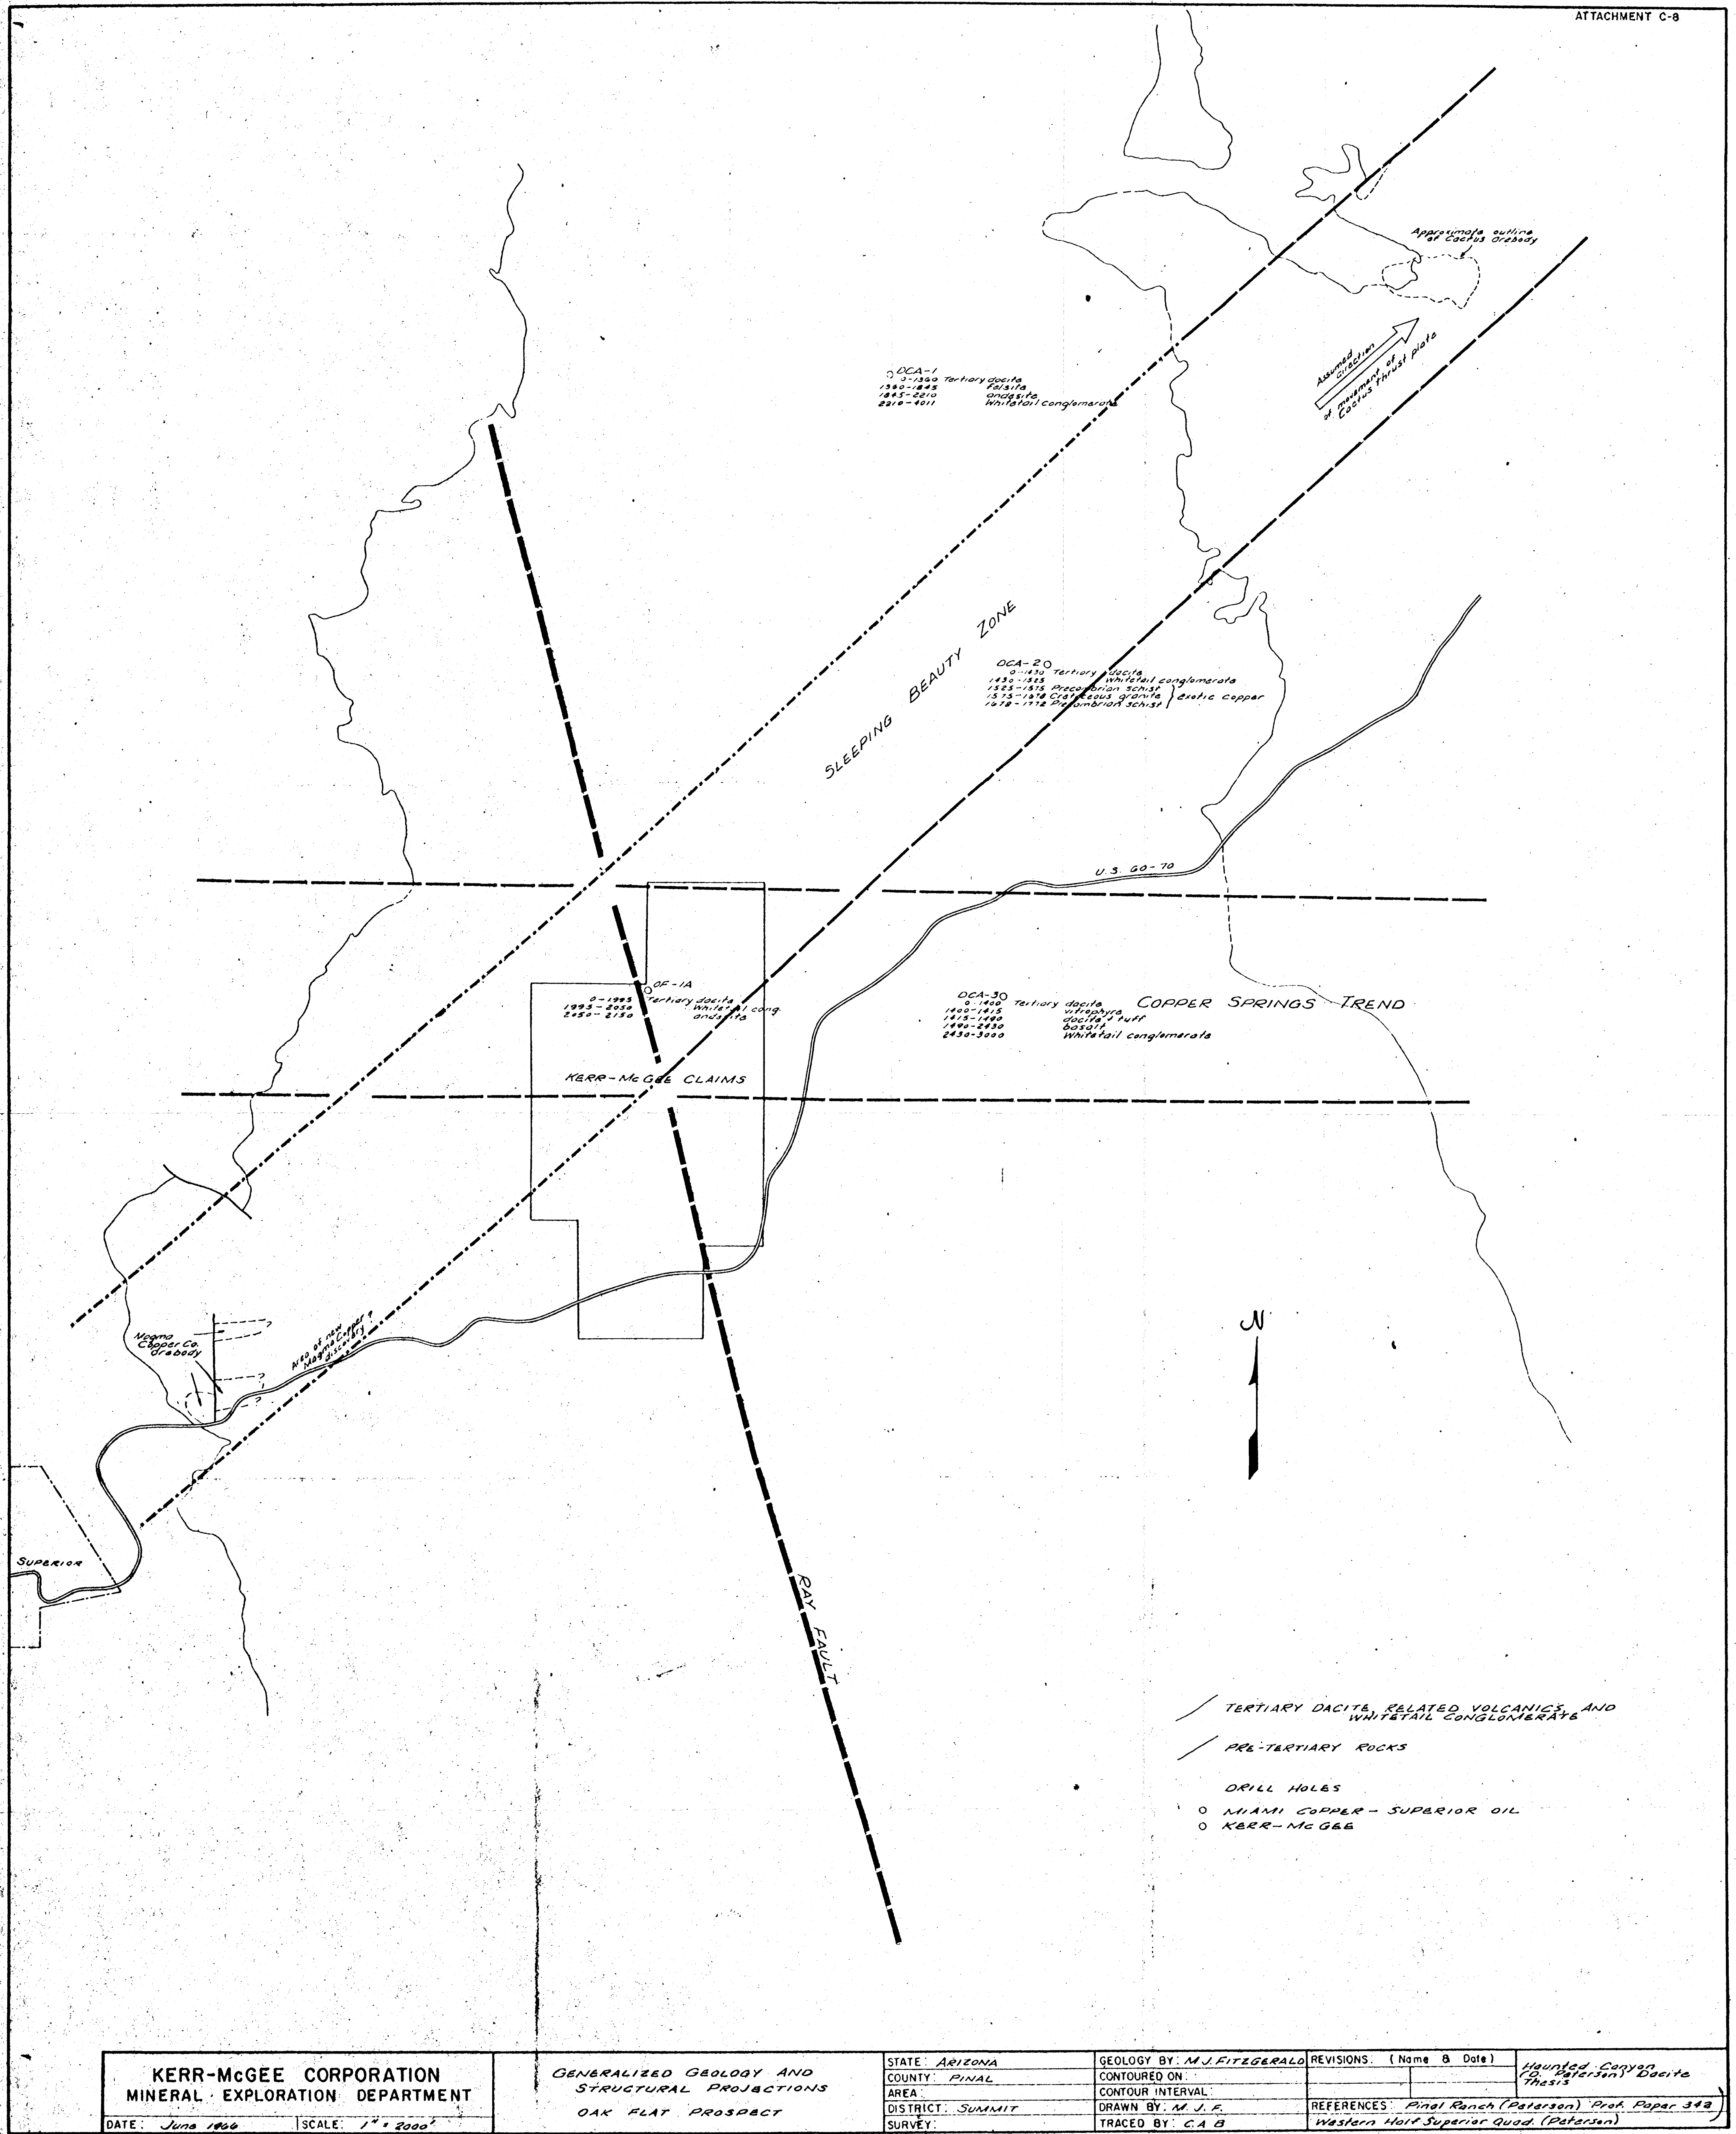 ATTACHMENT C-8
Approximate outline
of Cactus Orebody
Assumed
direction
of movement of
Cactus thrust plate
DCA-1
0-1360 Tertiary dacite
1360-1845 Felsite
1845-2210 andesite
2210-4011 Whitetail conglomerate
SLEEPING BEAUTY ZONE
DCA-2
0-1430 Tertiary dacite
1430-1525 Whitetail conglomerate
1525-1575 Precambrian schist
1575-1678 Cretaceous granite } exotic copper
1678-1772 Precambrian schist
U.S. 60-70
OF-1A
0-1995 Tertiary dacite
1995-2050 Whitetail cong.
2050-2150 andesite
DCA-3
0-1400 Tertiary dacite
1400-1415 vitrophyre
1415-1490 dacite tuff
1490-2430 basalt
2430-3000 Whitetail conglomerate
COPPER SPRINGS TREND
KERR-McGEE CLAIMS
Magma
Copper Co.
Orebody
Area of new
Magma Copper ?
discovery
N
SUPERIOR
RAY FAULT
TERTIARY DACITE, RELATED VOLCANICS, AND
WHITETAIL CONGLOMERATE
PRE-TERTIARY ROCKS
DRILL HOLES
MIAMI COPPER - SUPERIOR OIL
KERR-McGEE
KERR-McGEE CORPORATION
MINERAL EXPLORATION DEPARTMENT
DATE: June 1966 SCALE: 1" = 2000'
GENERALIZED GEOLOGY AND
STRUCTURAL PROJECTIONS
OAK FLAT PROSPECT
STATE: ARIZONA
COUNTY: PINAL
AREA:
DISTRICT: SUMMIT
SURVEY:
GEOLOGY BY: M.J. FITZGERALD
CONTOURED ON:
CONTOUR INTERVAL:
DRAWN BY: M.J.F.
TRACED BY: C.A.B
REVISIONS: (Name & Date)
Haunted Canyon
(D. Peterson) Dacite
Thesis
REFERENCES: Pinal Ranch (Peterson) Prof. Paper 342
Western Half Superior Quad. (Peterson)